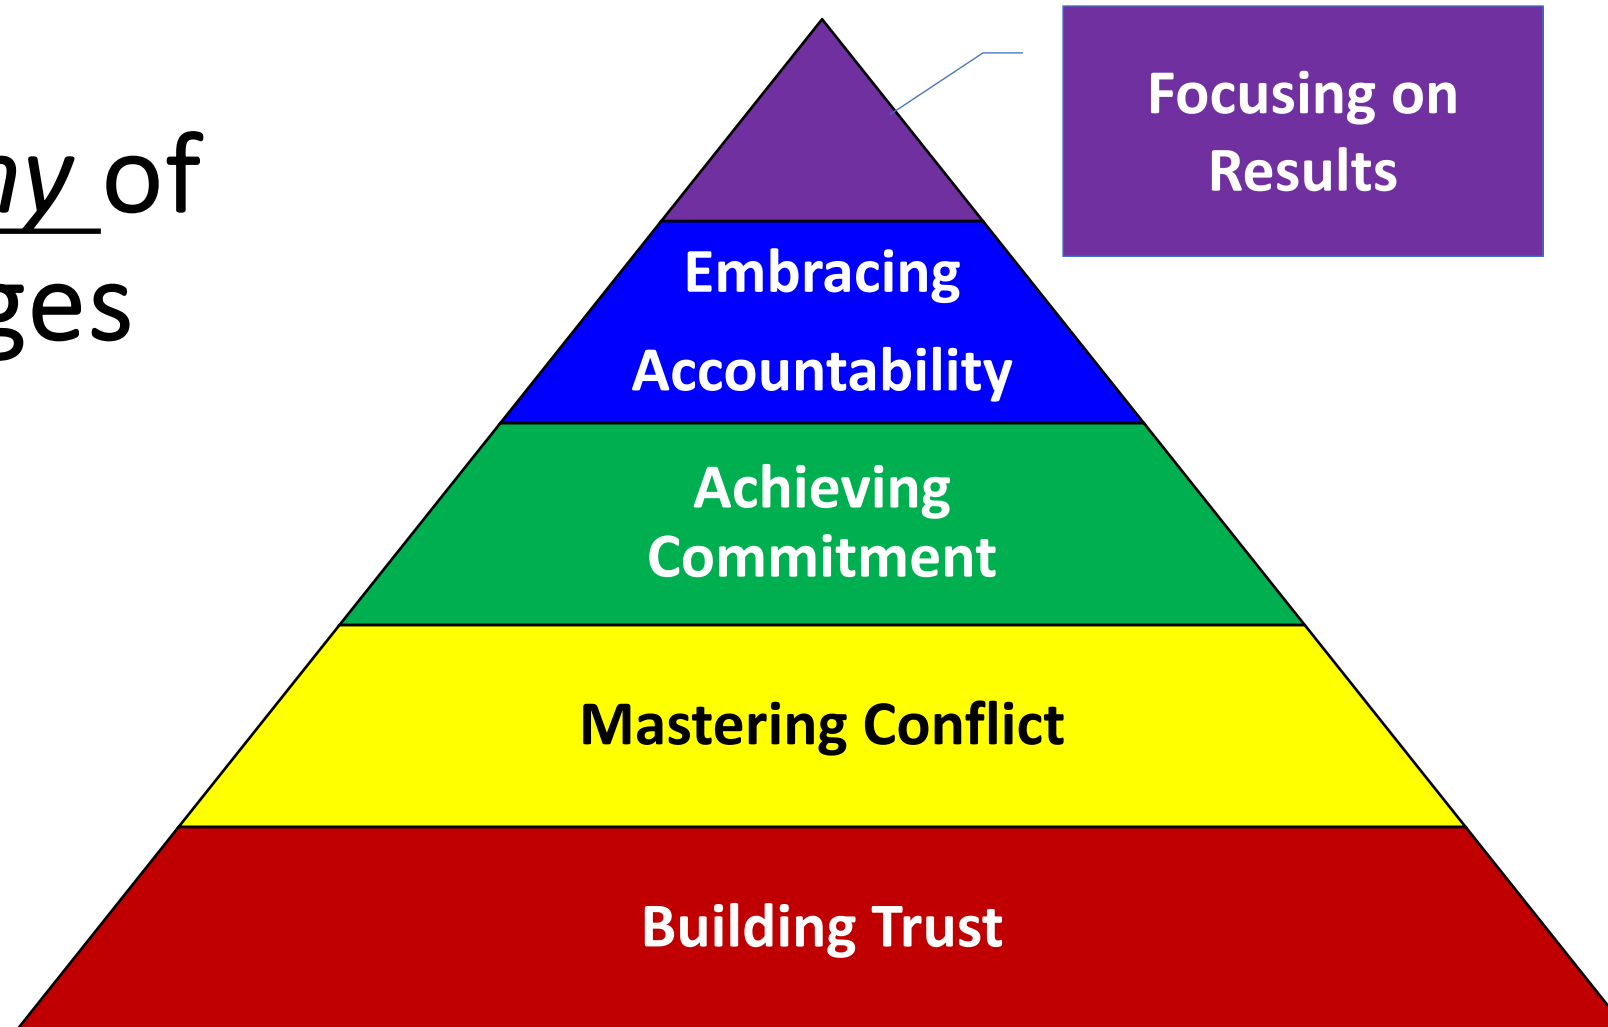 of
Focusing on
Results
Embracing
Accountability
Achieving
Commitment
Mastering Conflict
Building Trust